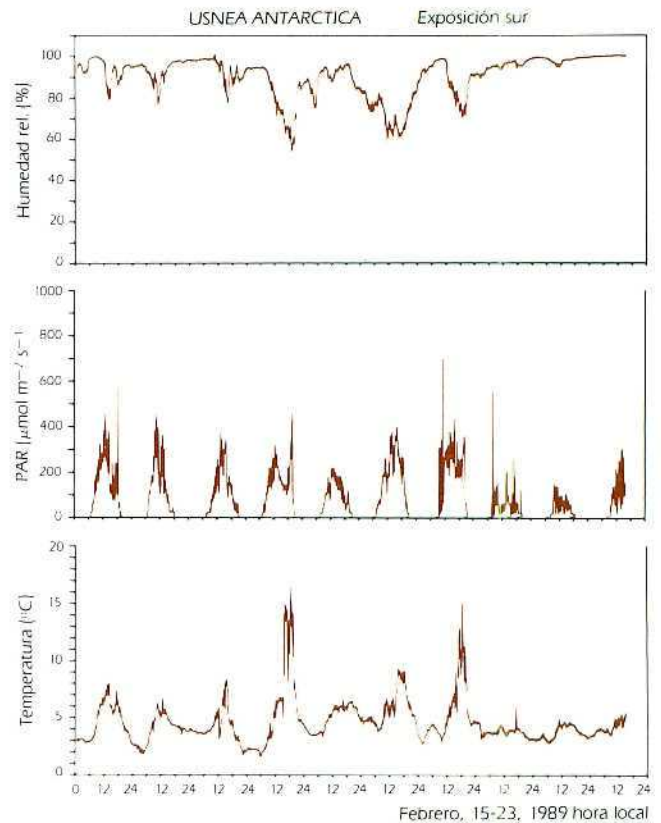 USNEA ANTARCTICA Exposición sur
Humedad rel. (%)
100
80
60
40
20
0
PAR (μmol m⁻² s⁻¹
1000
800
600
400
200
0
Temperatura (°C)
20
15
10
5
0
0 12 24 12 24 12 24 12 24 12 24 12 24 12 24 12 24 12 24 12 24
Febrero, 15-23, 1989 hora local